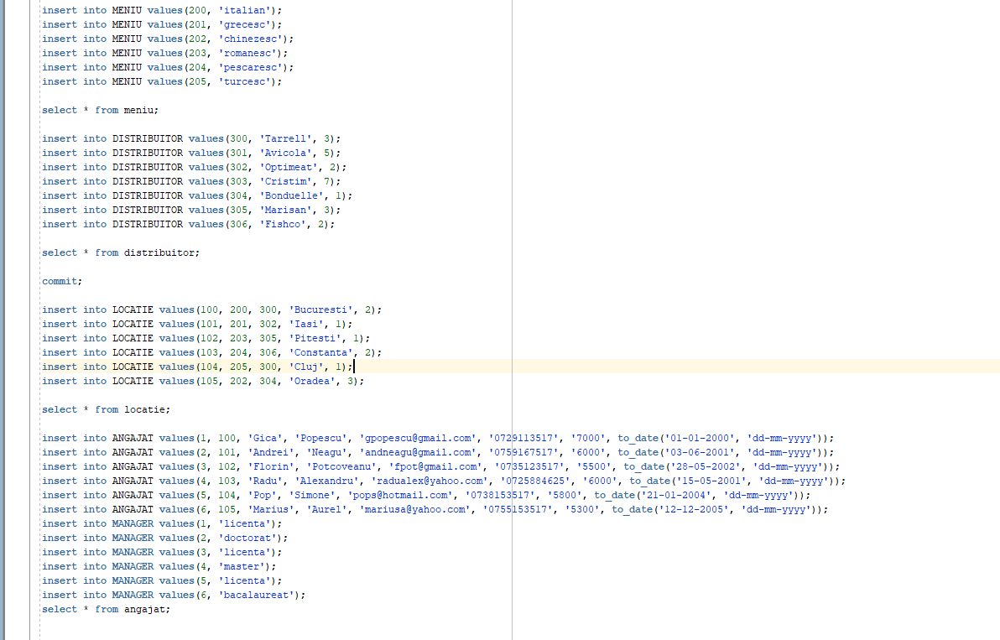 insert into MENIU values(200, 'italian');
insert into MENIU values(201, 'grecesc');
insert into MENIU values(202, 'chinezesc');
insert into MENIU values(203, 'romanesc');
insert into MENIU values(204, 'pescaresc');
insert into MENIU values(205, 'turcesc');
select * from meniu;
insert into DISTRIBUITOR values(300, 'Tarrell', 3);
insert into DISTRIBUITOR values(301, 'Avicola', 5);
insert into DISTRIBUITOR values(302, 'Optimeat', 2);
insert into DISTRIBUITOR values(303, 'Cristim', 7);
insert into DISTRIBUITOR values(304, 'Bonduelle', 1);
insert into DISTRIBUITOR values(305, 'Marisan', 3);
insert into DISTRIBUITOR values(306, 'Fishco', 2);
select * from distribuitor;
commit;
insert into LOCATIE values(100, 200, 300, 'Bucuresti', 2);
insert into LOCATIE values(101, 201, 302, 'Iasi', 1);
insert into LOCATIE values(102, 203, 305, 'Pitesti', 1);
insert into LOCATIE values(103, 204, 306, 'Constanta', 2);
insert into LOCATIE values(104, 205, 300, 'Cluj', 1);
insert into LOCATIE values(105, 202, 304, 'Oradea', 3);
select * from locatie;
insert into ANGAJAT values(1, 100, 'Gica', 'Popescu', 'gpopescu@gmail.com', '0729113517', '7000', to_date('01-01-2000', 'dd-mm-yyyy'));
insert into ANGAJAT values(2, 101, 'Andrei', 'Neagu', 'andneagu@gmail.com', '0759167517', '6000', to_date('03-06-2001', 'dd-mm-yyyy'));
insert into ANGAJAT values(3, 102, 'Florin', 'Potcoveanu', 'fpot@gmail.com', '0735123517', '5500', to_date('28-05-2002', 'dd-mm-yyyy'));
insert into ANGAJAT values(4, 103, 'Radu', 'Alexandru', 'radualex@yahoo.com', '0725884625', '6000', to_date('15-05-2001', 'dd-mm-yyyy'));
insert into ANGAJAT values(5, 104, 'Pop', 'Simone', 'pops@hotmail.com', '0738153517', '5800', to_date('21-01-2004', 'dd-mm-yyyy'));
insert into ANGAJAT values(6, 105, 'Marius', 'Aurel', 'mariusa@yahoo.com', '0755153517', '5300', to_date('12-12-2005', 'dd-mm-yyyy'));
insert into MANAGER values(1, 'licenta');
insert into MANAGER values(2, 'doctorat');
insert into MANAGER values(3, 'licenta');
insert into MANAGER values(4, 'master');
insert into MANAGER values(5, 'licenta');
insert into MANAGER values(6, 'bacalaureat');
select * from angajat;